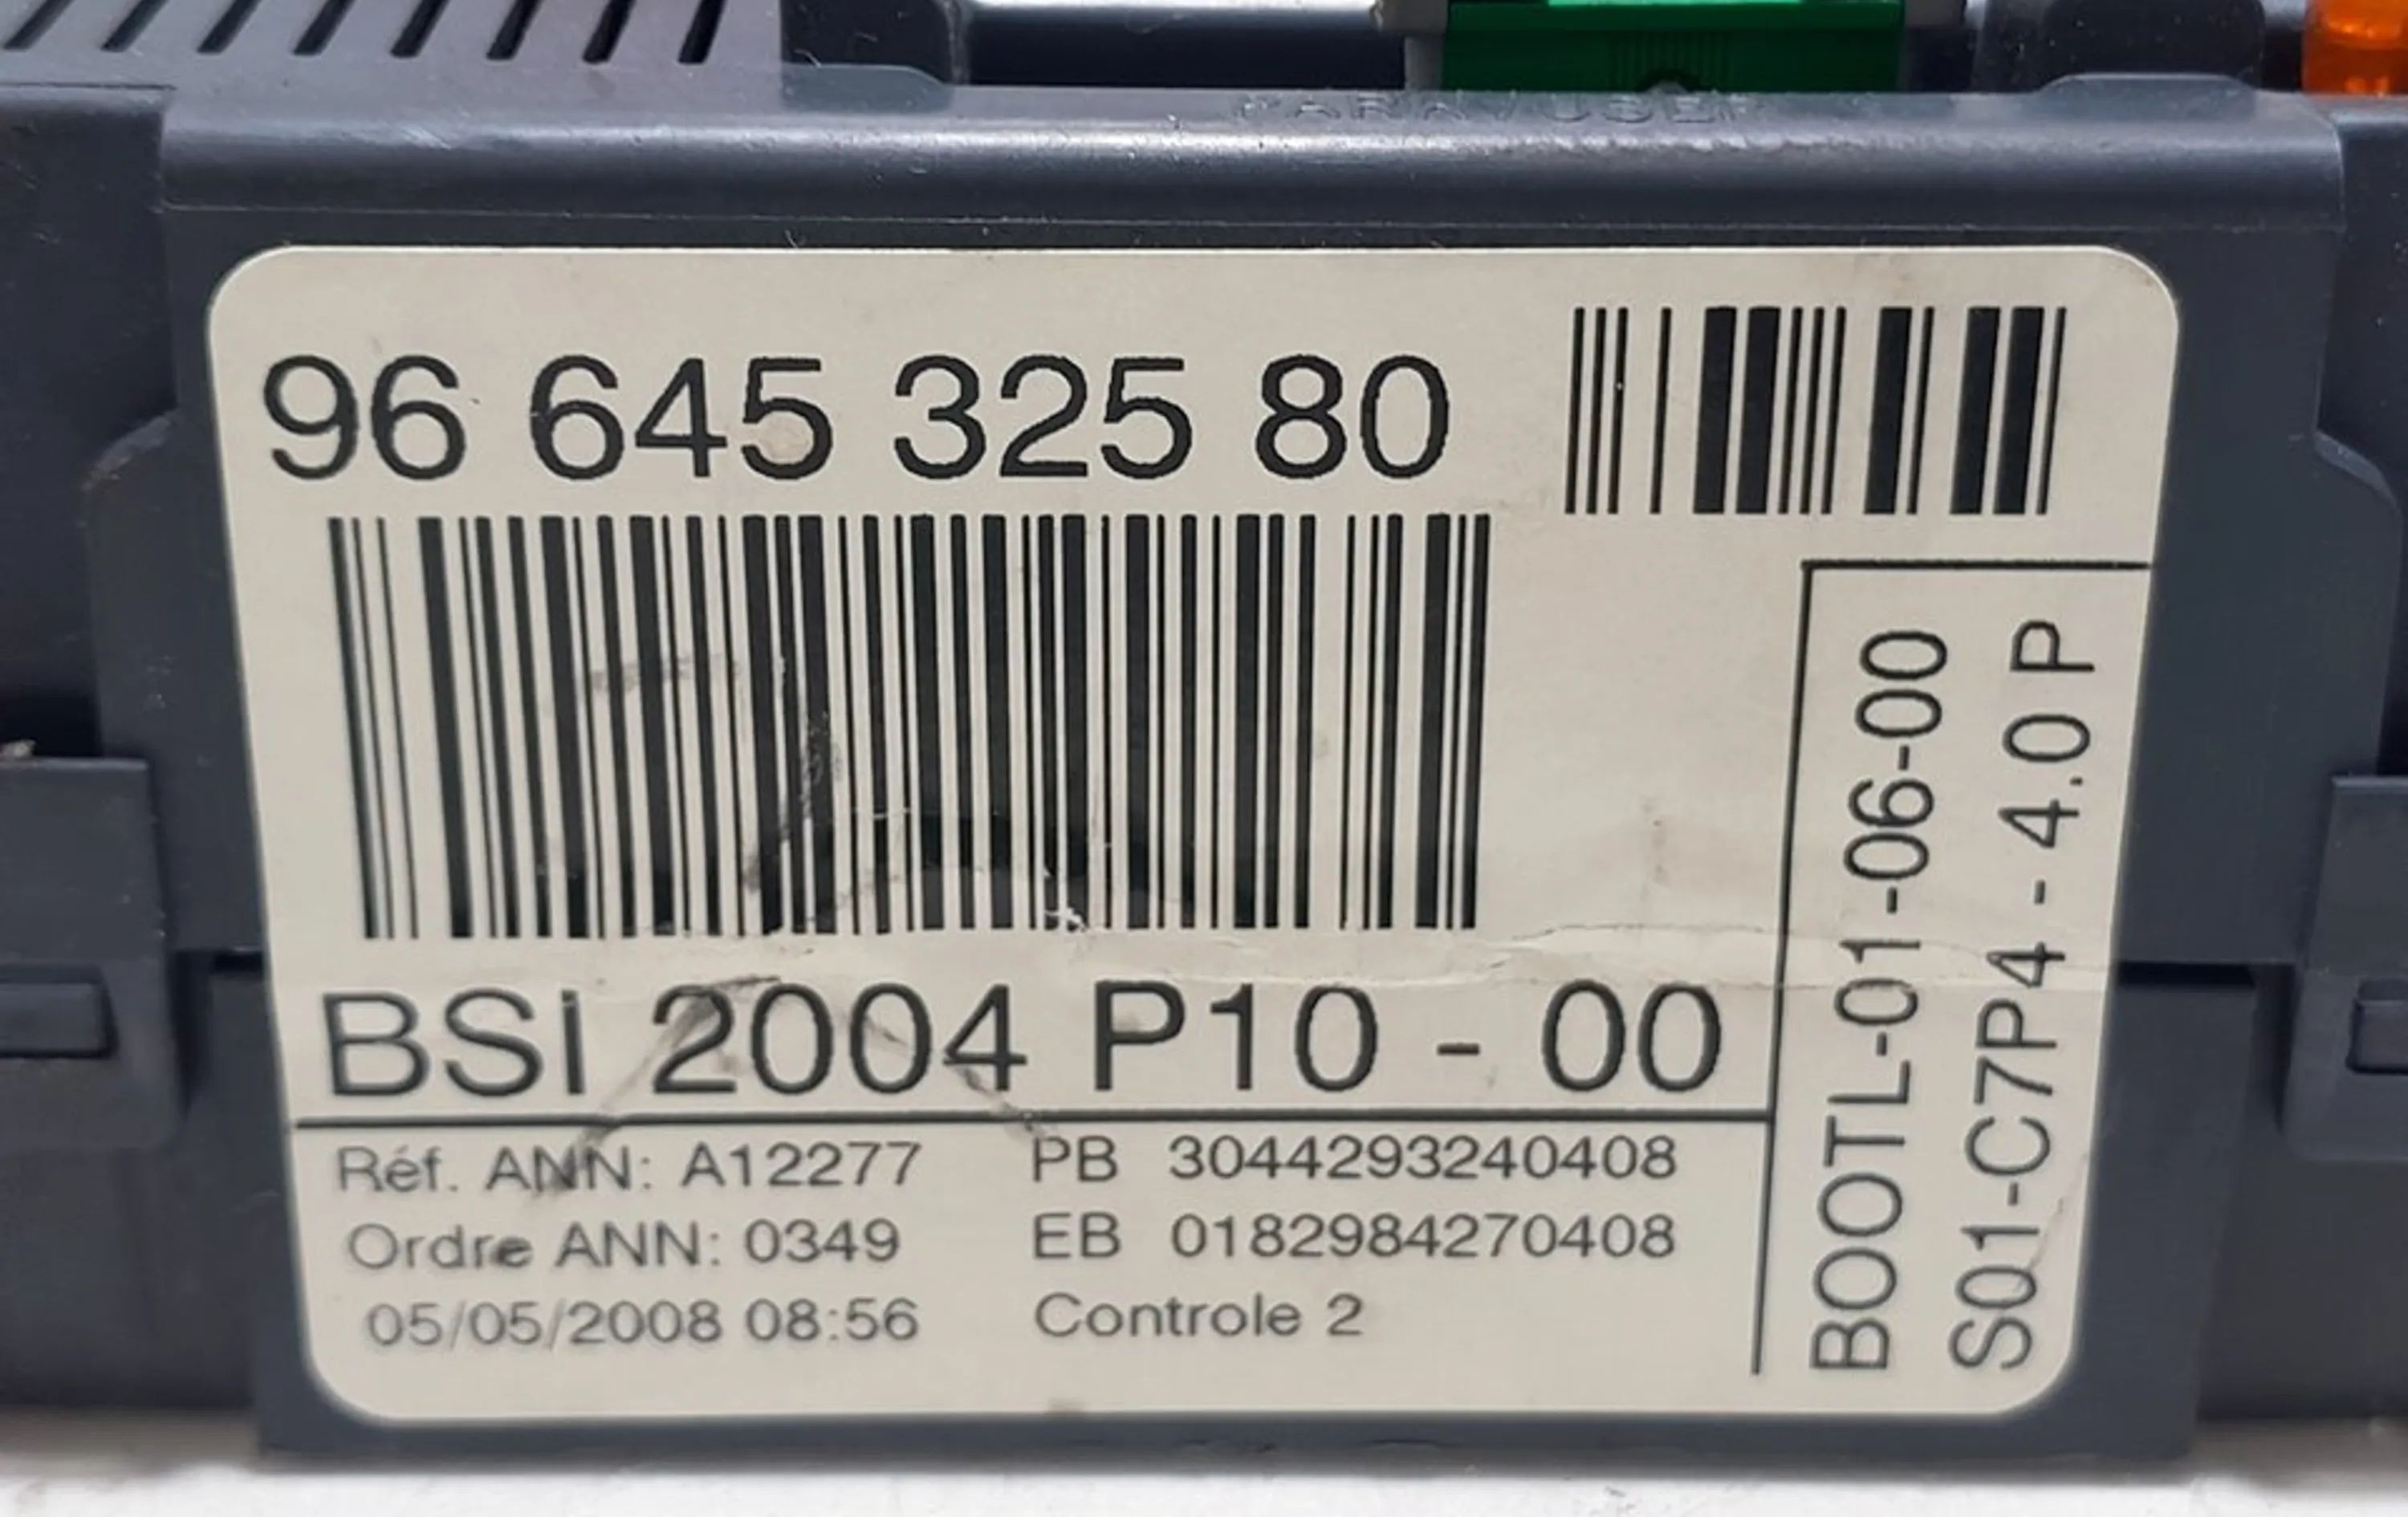 96 645 325 80
BSI 2004 P10 - 00
Réf. ANN: A12277
Ordre ANN: 0349
05/05/2008 08:56
PB 3044293240408
EB 0182984270408
Controle 2
BOOTL-01-06-00
S01-C7P4 - 4.0 P